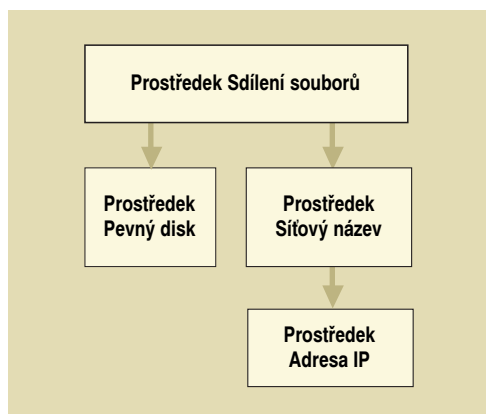 Prostředek Sdílení souborů
Prostředek
Pevný disk
Prostředek
Síťový název
Prostředek
Adresa IP